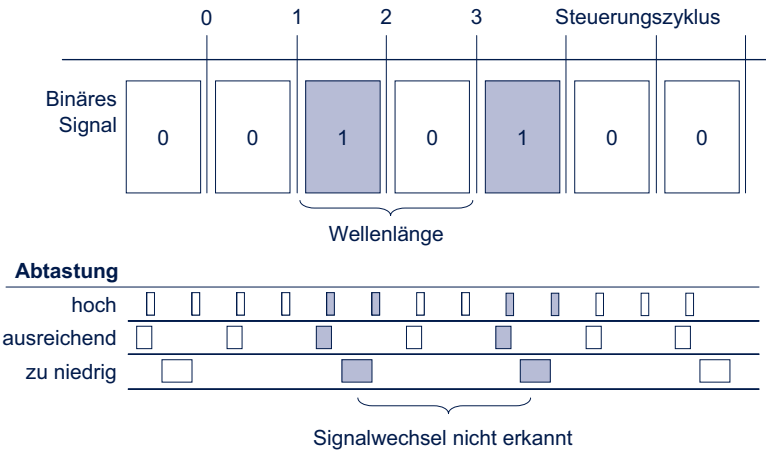 0 1 2 3 Steuerungszyklus
Binäres
Signal
0 0 1 0 1 0 0
Wellenlänge
Abtastung
hoch
ausreichend
zu niedrig
Signalwechsel nicht erkannt